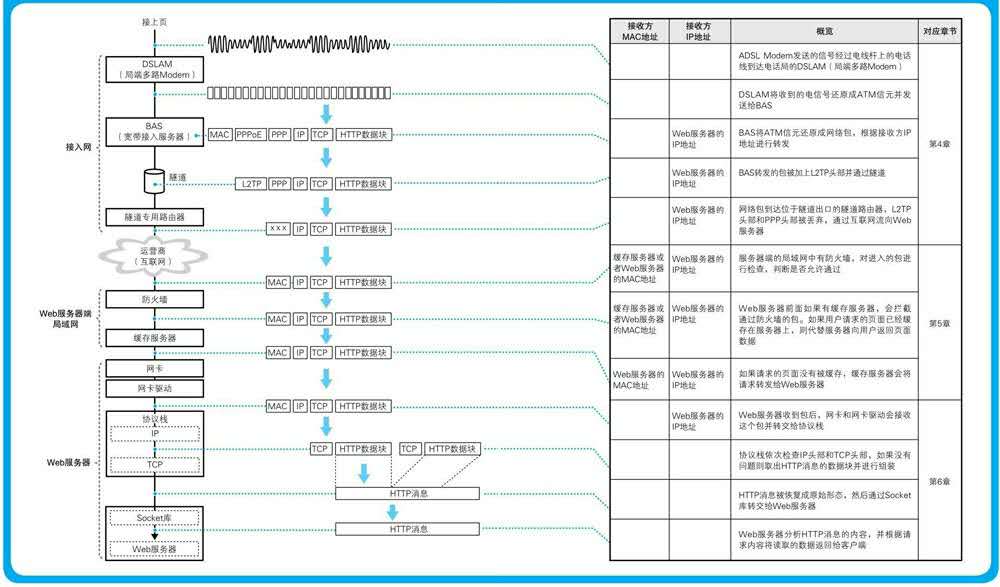 接上页
DSLAM
（局端多路Modem）
BAS
（宽带接入服务器）
接入网
隧道
隧道专用路由器
运营商
（互联网）
防火墙
Web服务器端
局域网
缓存服务器
网卡
网卡驱动
协议栈
IP
TCP
Web服务器
Socket库
Web服务器
MAC PPPoE PPP IP TCP HTTP数据块
L2TP PPP IP TCP HTTP数据块
××× IP TCP HTTP数据块
MAC IP TCP HTTP数据块
MAC IP TCP HTTP数据块
MAC IP TCP HTTP数据块
MAC IP TCP HTTP数据块
TCP HTTP数据块 TCP HTTP数据块
HTTP消息
HTTP消息
接收方
MAC地址
接收方
IP地址
概览
对应章节
ADSL Modem发送的信号经过电线杆上的电话
线到达电话局的DSLAM（局端多路Modem）
DSLAM将收到的电信号还原成ATM信元并发
送给BAS
Web服务器的
IP地址
BAS将ATM信元还原成网络包，根据接收方IP
地址进行转发
第4章
Web服务器的
IP地址
BAS转发的包被加上L2TP头部并通过隧道
Web服务器的
IP地址
网络包到达位于隧道出口的隧道路由器，L2TP
头部和PPP头部被丢弃，通过互联网流向Web
服务器
缓存服务器或
者Web服务器
的MAC地址
Web服务器的
IP地址
服务器端的局域网中有防火墙，对进入的包进
行检查，判断是否允许通过
缓存服务器或
者Web服务器
的MAC地址
Web服务器的
IP地址
Web服务器前面如果有缓存服务器，会拦截
通过防火墙的包。如果用户请求的页面已经缓
存在服务器上，则代替服务器向用户返回页面
数据
第5章
Web服务器的
MAC地址
Web服务器的
IP地址
如果请求的页面没有被缓存，缓存服务器会将
请求转发给Web服务器
Web服务器的
IP地址
Web服务器收到包后，网卡和网卡驱动会接收
这个包并转交给协议栈
协议栈依次检查IP头部和TCP头部，如果没有
问题则取出HTTP消息的数据块并进行组装
第6章
HTTP消息被恢复成原始形态，然后通过Socket
库转交给Web服务器
Web服务器分析HTTP消息的内容，并根据请
求内容将读取的数据返回给客户端